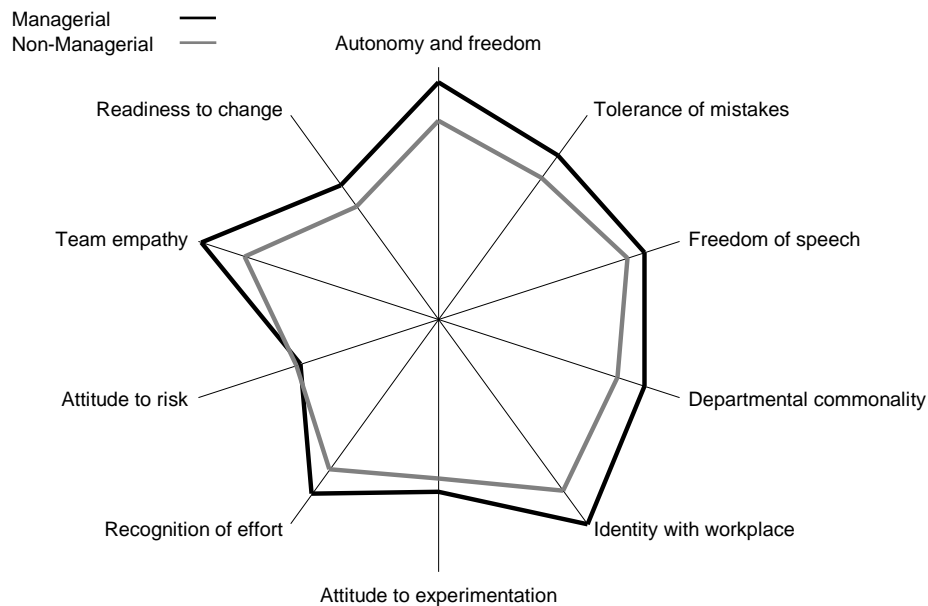 Managerial
Non-Managerial
Autonomy and freedom
Readiness to change
Tolerance of mistakes
Team empathy
Freedom of speech
Attitude to risk
Departmental commonality
Recognition of effort
Identity with workplace
Attitude to experimentation